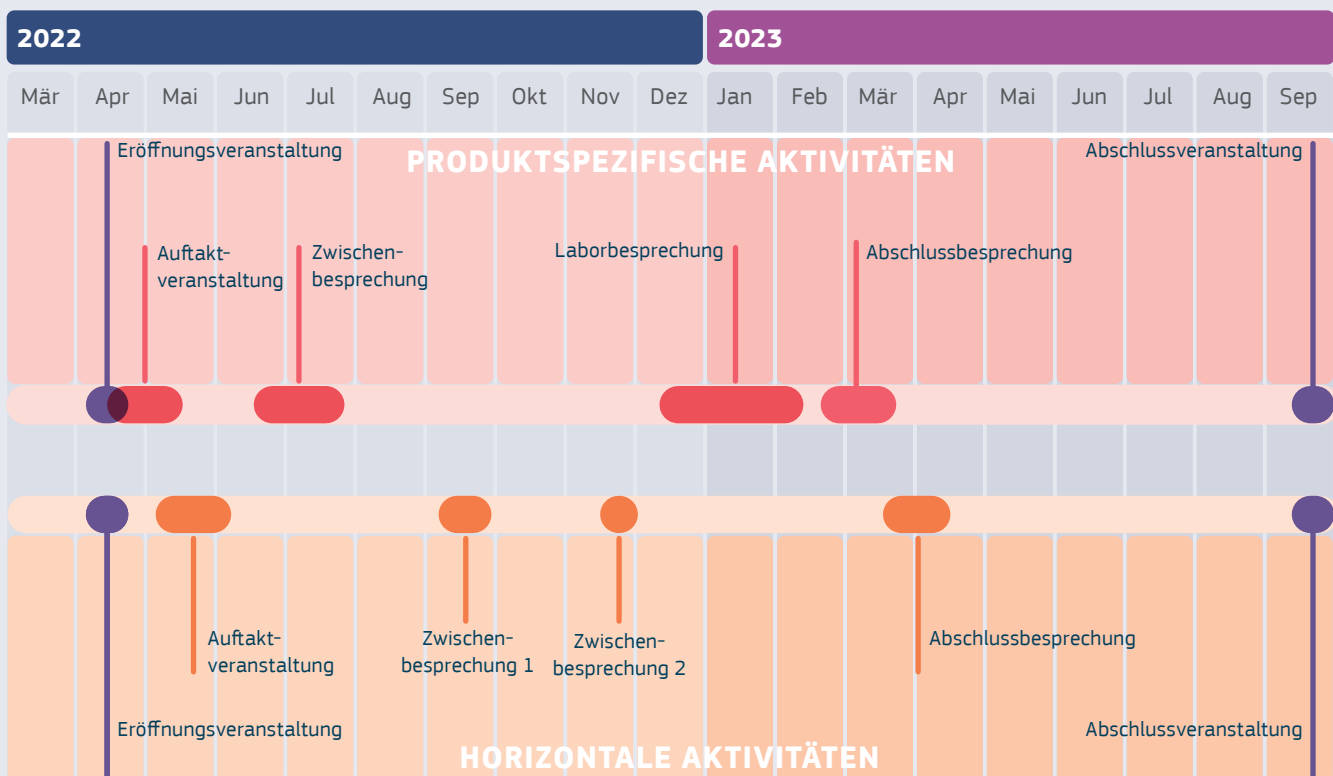 2022
2023
Mär Apr Mai Jun Jul Aug Sep Okt Nov Dez Jan Feb Mär Apr Mai Jun Jul Aug Sep
Eröffnungsveranstaltung
PRODUKTSPEZIFISCHE AKTIVITÄTEN
Abschlussveranstaltung
Auftakt-
veranstaltung
Zwischen-
besprechung
Laborbesprechung
Abschlussbesprechung
Auftakt-
veranstaltung
Zwischen-
besprechung 1
Zwischen-
besprechung 2
Abschlussbesprechung
Eröffnungsveranstaltung
Abschlussveranstaltung
HORIZONTALE AKTIVITÄTEN